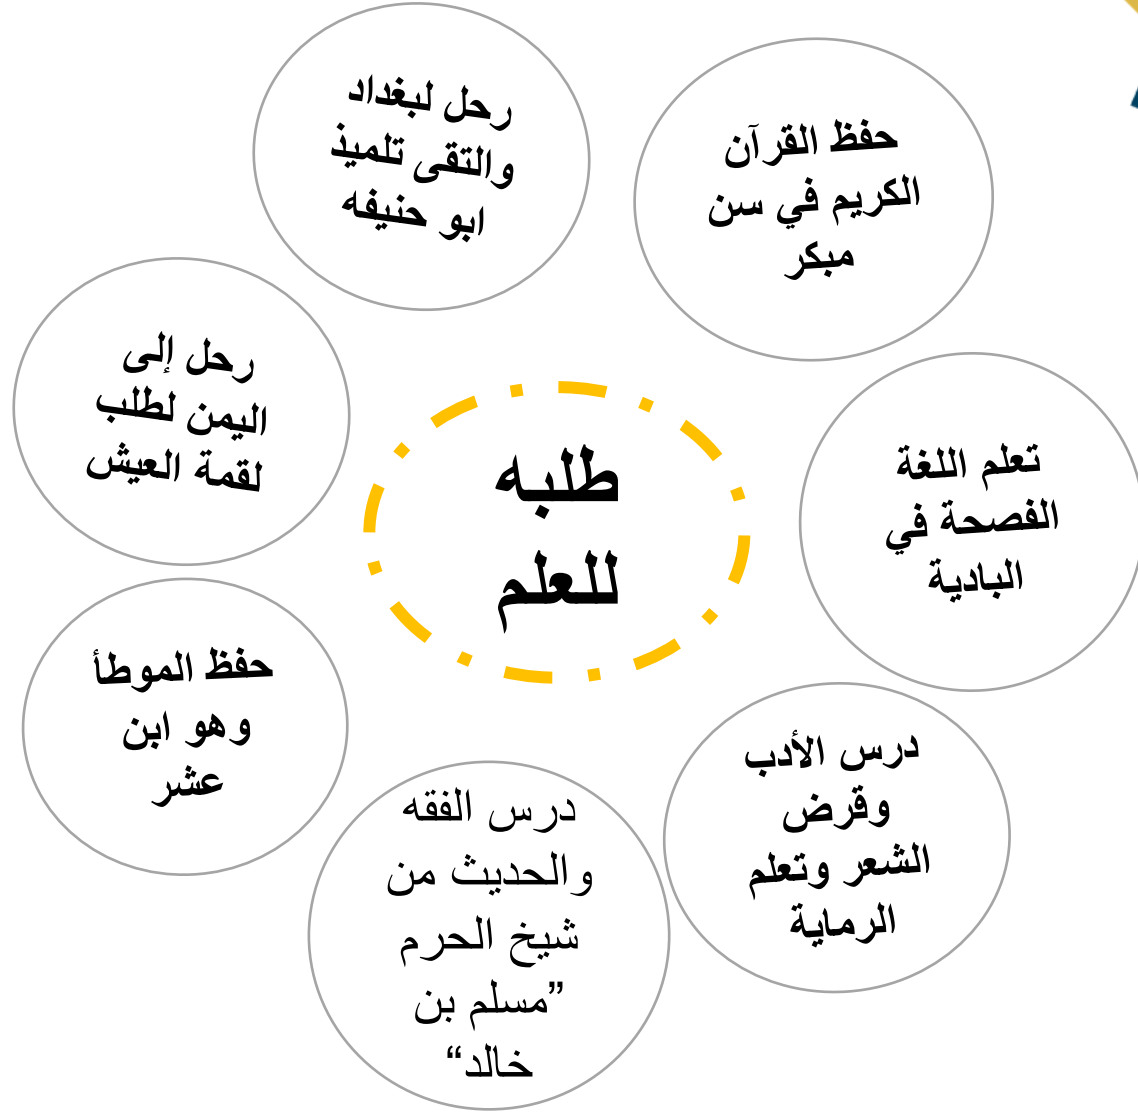 طلبه
للعلم
حفظ القرآن
الكريم في سن
مبكر
تعلم اللغة
الفصحة في
البادية
درس الأدب
وقرض
الشعر وتعلم
الرماية
درس الفقه
والحديث من
شيخ الحرم
”مسلم بن
خالد“
حفظ الموطأ
وهو ابن
عشر
رحل إلى
اليمن لطلب
لقمة العيش
رحل لبغداد
والتقى تلميذ
ابو حنيفه